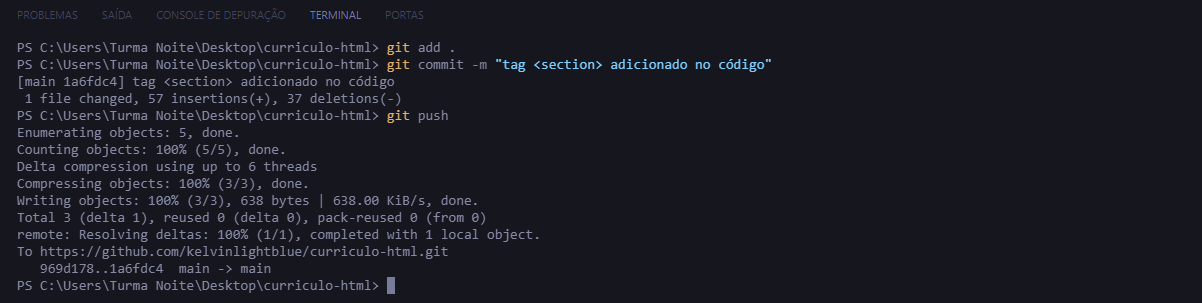 PROBLEMAS SAÍDA CONSOLE DE DEPURAÇÃO TERMINAL PORTAS
PS C:\Users\Turma Noite\Desktop\curriculo-html> git add .
PS C:\Users\Turma Noite\Desktop\curriculo-html> git commit -m "tag <section> adicionado no código"
[main 1a6fdc4] tag <section> adicionado no código
 1 file changed, 57 insertions(+), 37 deletions(-)
PS C:\Users\Turma Noite\Desktop\curriculo-html> git push
Enumerating objects: 5, done.
Counting objects: 100% (5/5), done.
Delta compression using up to 6 threads
Compressing objects: 100% (3/3), done.
Writing objects: 100% (3/3), 638 bytes | 638.00 KiB/s, done.
Total 3 (delta 1), reused 0 (delta 0), pack-reused 0 (from 0)
remote: Resolving deltas: 100% (1/1), completed with 1 local object.
To https://github.com/kelvinlightblue/curriculo-html.git
   969d178..1a6fdc4  main -> main
PS C:\Users\Turma Noite\Desktop\curriculo-html>